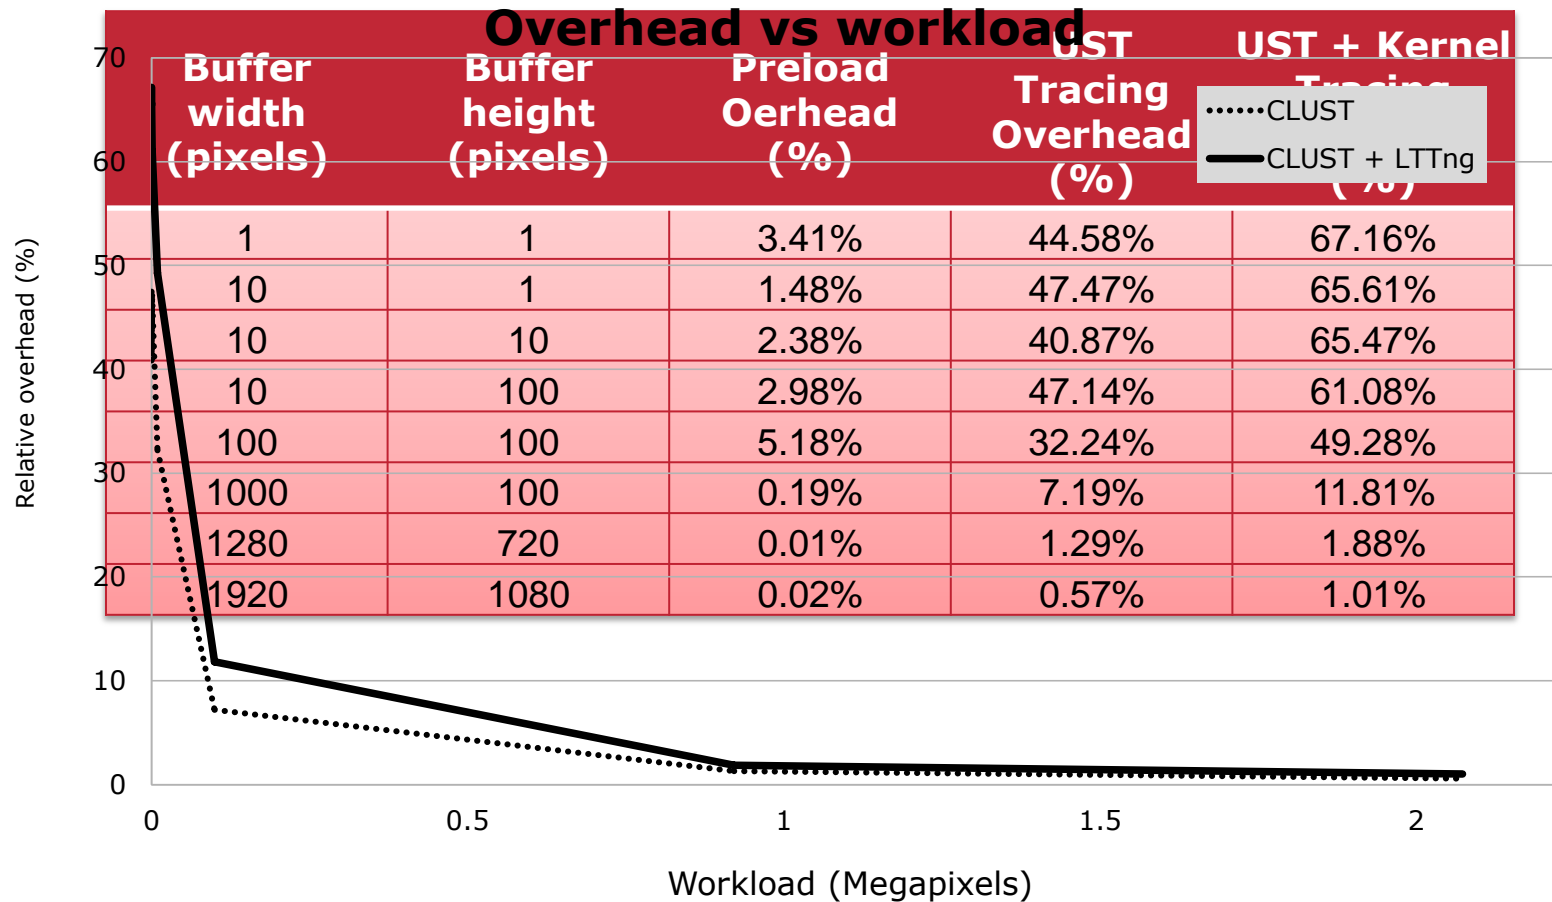 Overhead vs workload
Buffer width (pixels)
Buffer height (pixels)
Preload Oerhead (%)
UST Tracing Overhead (%)
UST + Kernel Tracing (%)
CLUST
CLUST + LTTng
1 1 3.41% 44.58% 67.16%
10 1 1.48% 47.47% 65.61%
10 10 2.38% 40.87% 65.47%
10 100 2.98% 47.14% 61.08%
100 100 5.18% 32.24% 49.28%
1000 100 0.19% 7.19% 11.81%
1280 720 0.01% 1.29% 1.88%
1920 1080 0.02% 0.57% 1.01%
Relative overhead (%)
70
60
50
40
30
20
10
0
0 0.5 1 1.5 2
Workload (Megapixels)